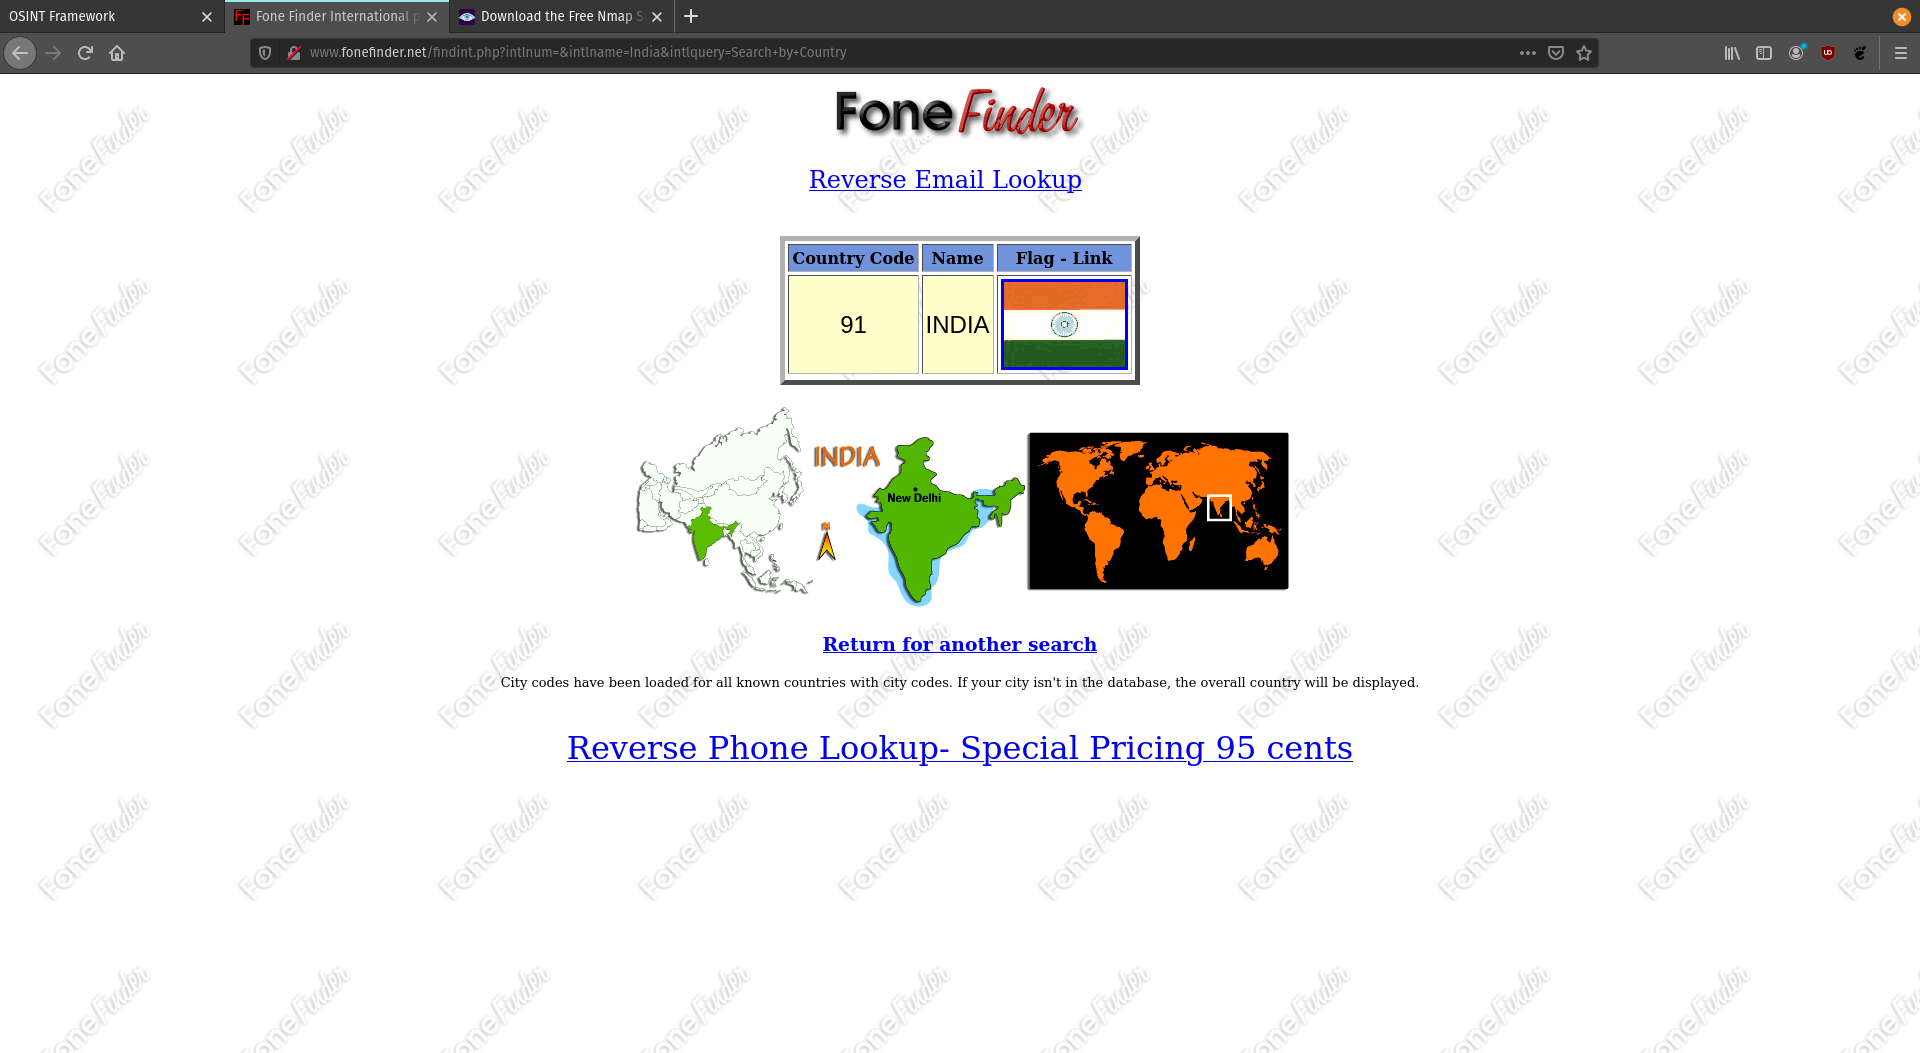 OSINT Framework
Fone Finder International p
Download the Free Nmap S
www.fonefinder.net/findint.php?intlnum=&intlname=India&intlquery=Search+by+Country
FoneFinder
Reverse Email Lookup
Country Code Name Flag - Link
91 INDIA
INDIA
New Delhi
Return for another search
City codes have been loaded for all known countries with city codes. If your city isn't in the database, the overall country will be displayed.
Reverse Phone Lookup- Special Pricing 95 cents